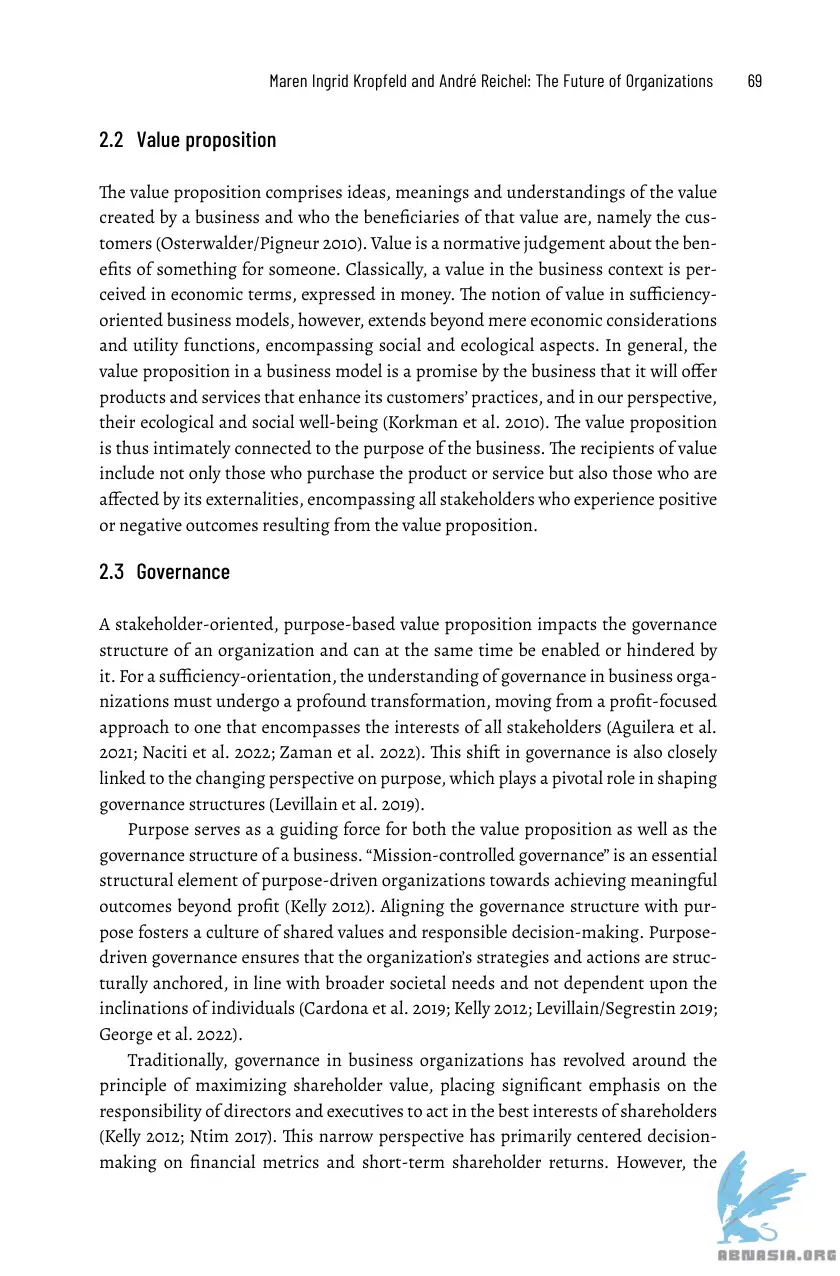 Maren Ingrid Kropfeld and André Reichel: The Future of Organizations 69
2.2 Value proposition
The value proposition comprises ideas, meanings and understandings of the value
created by a business and who the beneficiaries of that value are, namely the cus-
tomers (Osterwalder/Pigneur 2010). Value is a normative judgement about the ben-
efits of something for someone. Classically, a value in the business context is per-
ceived in economic terms, expressed in money. The notion of value in sufficiency-
oriented business models, however, extends beyond mere economic considerations
and utility functions, encompassing social and ecological aspects. In general, the
value proposition in a business model is a promise by the business that it will offer
products and services that enhance its customers’ practices, and in our perspective,
their ecological and social well-being (Korkman et al. 2010). The value proposition
is thus intimately connected to the purpose of the business. The recipients of value
include not only those who purchase the product or service but also those who are
affected by its externalities, encompassing all stakeholders who experience positive
or negative outcomes resulting from the value proposition.
2.3 Governance
A stakeholder-oriented, purpose-based value proposition impacts the governance
structure of an organization and can at the same time be enabled or hindered by
it. For a sufficiency-orientation, the understanding of governance in business orga-
nizations must undergo a profound transformation, moving from a profit-focused
approach to one that encompasses the interests of all stakeholders (Aguilera et al.
2021; Naciti et al. 2022; Zaman et al. 2022). This shift in governance is also closely
linked to the changing perspective on purpose, which plays a pivotal role in shaping
governance structures (Levillain et al. 2019).
Purpose serves as a guiding force for both the value proposition as well as the
governance structure of a business. “Mission-controlled governance” is an essential
structural element of purpose-driven organizations towards achieving meaningful
outcomes beyond profit (Kelly 2012). Aligning the governance structure with pur-
pose fosters a culture of shared values and responsible decision-making. Purpose-
driven governance ensures that the organization’s strategies and actions are struc-
turally anchored, in line with broader societal needs and not dependent upon the
inclinations of individuals (Cardona et al. 2019; Kelly 2012; Levillain/Segrestin 2019;
George et al. 2022).
Traditionally, governance in business organizations has revolved around the
principle of maximizing shareholder value, placing significant emphasis on the
responsibility of directors and executives to act in the best interests of shareholders
(Kelly 2012; Ntim 2017). This narrow perspective has primarily centered decision-
making on financial metrics and short-term shareholder returns. However, the
ABNASIA.ORG